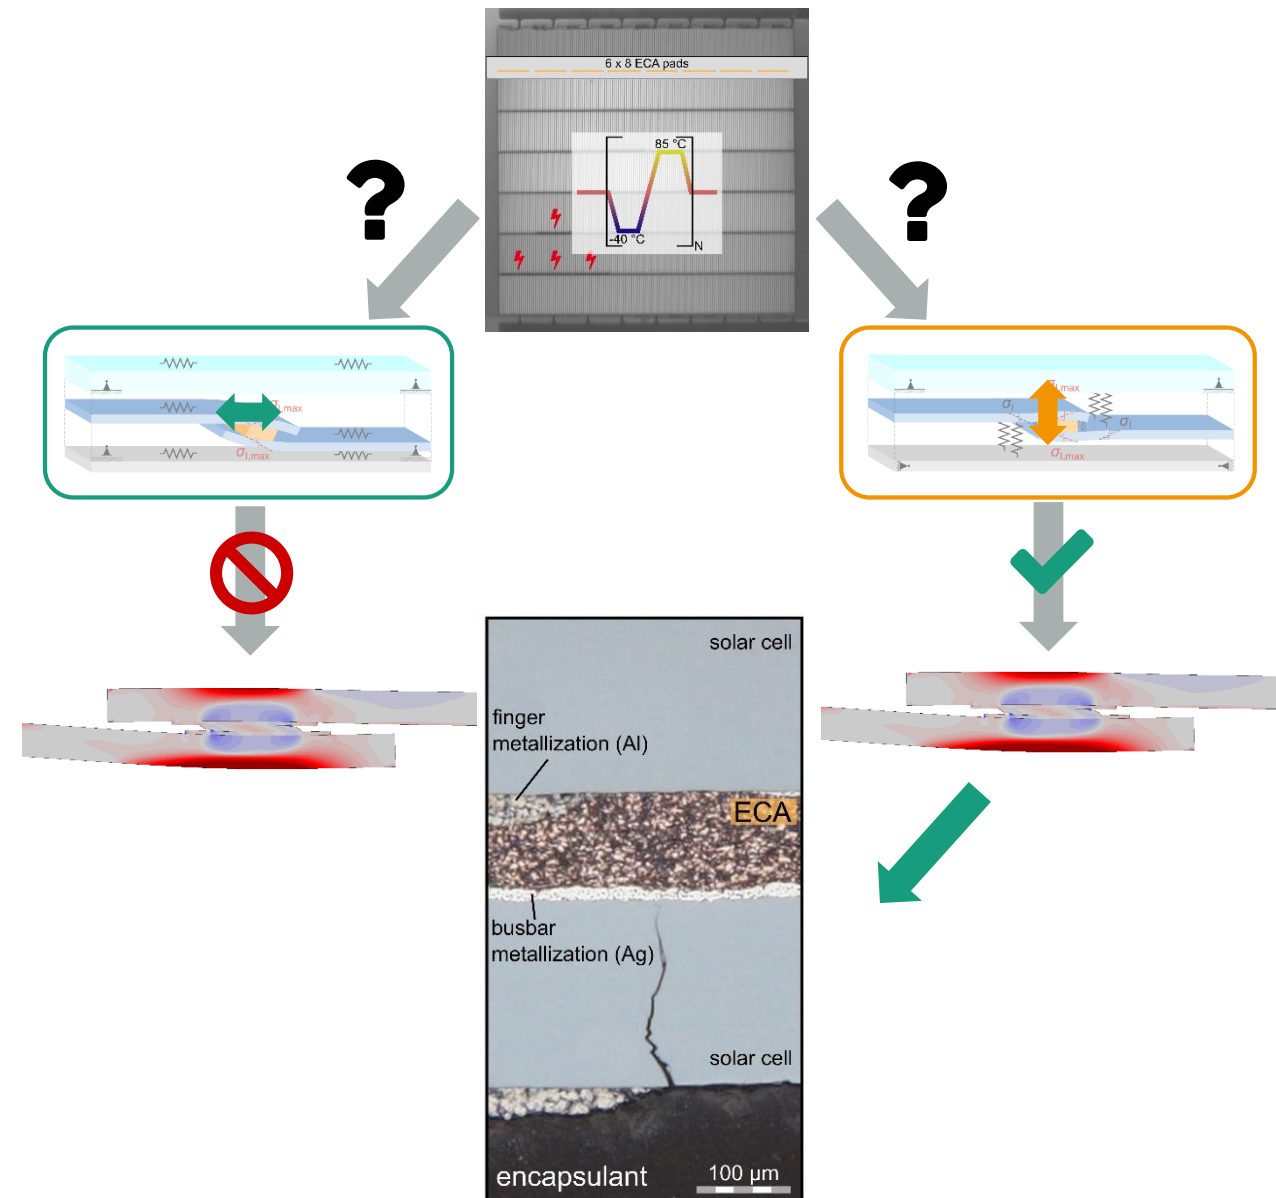 6 x 8 ECA pads
85 °C
-40 °C
N
?
?
σI,max
σI,max
σI,max
σI
σI
σI,max
solar cell
finger
metallization (Al)
ECA
busbar
metallization (Ag)
solar cell
encapsulant
100 µm